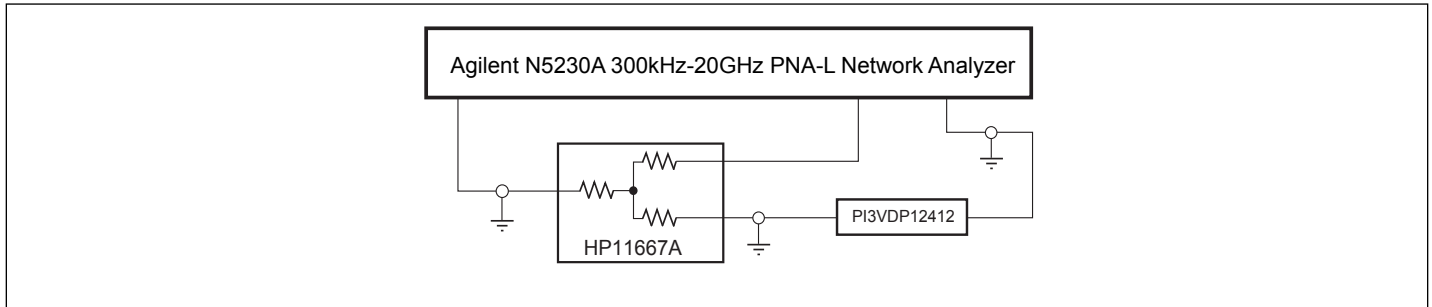 Agilent N5230A 300kHz-20GHz PNA-L Network Analyzer
PI3VDP12412
HP11667A